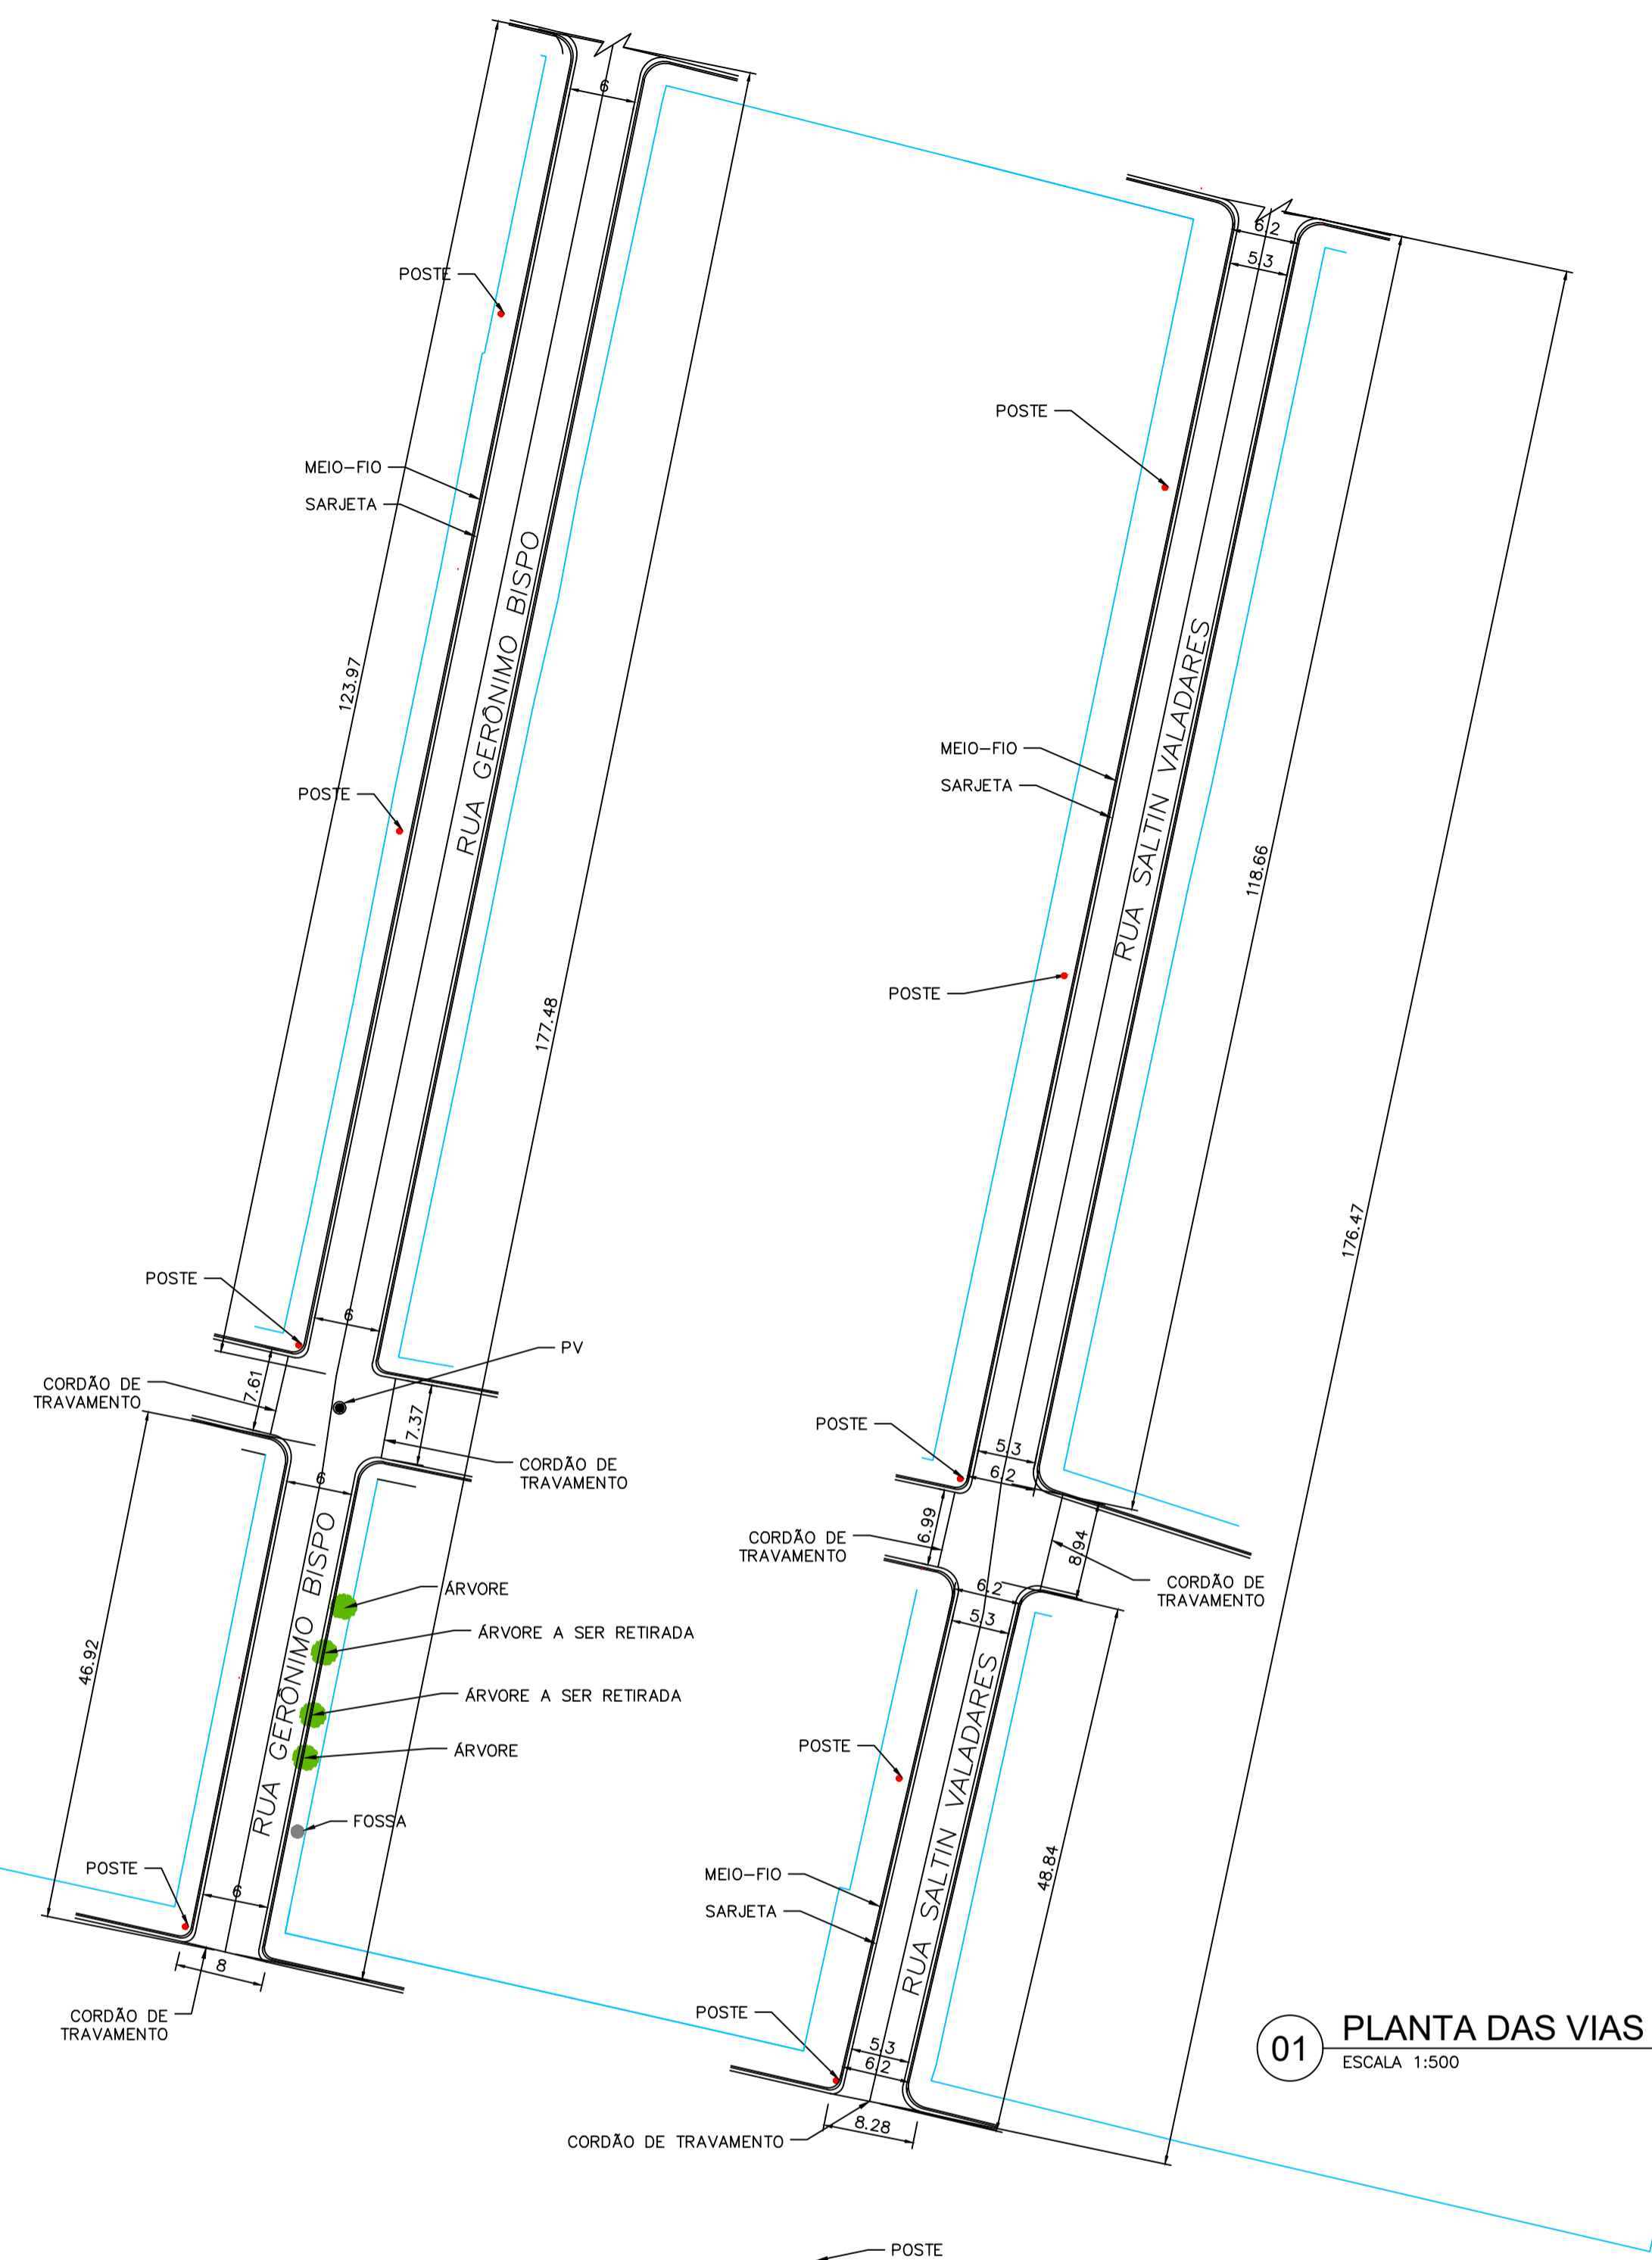 6
6.2
5.3
POSTE
POSTE
MEIO-FIO
SARJETA
RUA GERÔNIMO BISPO
RUA SALTIN VALADARES
123.97
MEIO-FIO
SARJETA
POSTE
118.66
POSTE
177.48
176.47
POSTE
6
PV
7.61
CORDÃO DE
TRAVAMENTO
7.37
POSTE
5.3
6.2
CORDÃO DE
TRAVAMENTO
6
6.99
CORDÃO DE
TRAVAMENTO
8.94
CORDÃO DE
TRAVAMENTO
6.2
5.3
ÁRVORE
ÁRVORE A SER RETIRADA
ÁRVORE A SER RETIRADA
ÁRVORE
46.92
RUA GERÔNIMO BISPO
FOSSA
POSTE
RUA SALTIN VALADARES
POSTE
6
MEIO-FIO
SARJETA
48.84
8
CORDÃO DE
TRAVAMENTO
POSTE
5.3
6.2
8.28
CORDÃO DE TRAVAMENTO
01
PLANTA DAS VIAS
ESCALA 1:500
POSTE